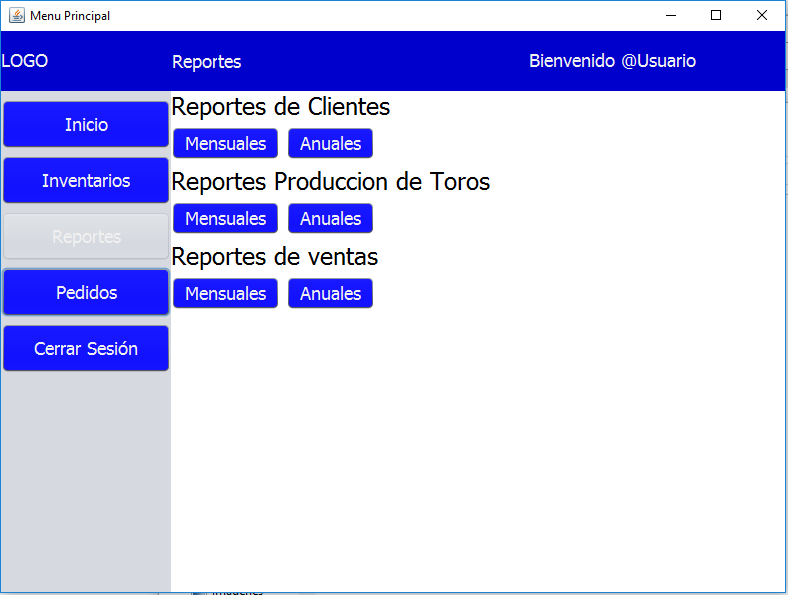 Menu Principal
LOGO
Reportes
Bienvenido @Usuario
Inicio
Inventarios
Reportes
Pedidos
Cerrar Sesión
Reportes de Clientes
Mensuales Anuales
Reportes Produccion de Toros
Mensuales Anuales
Reportes de ventas
Mensuales Anuales